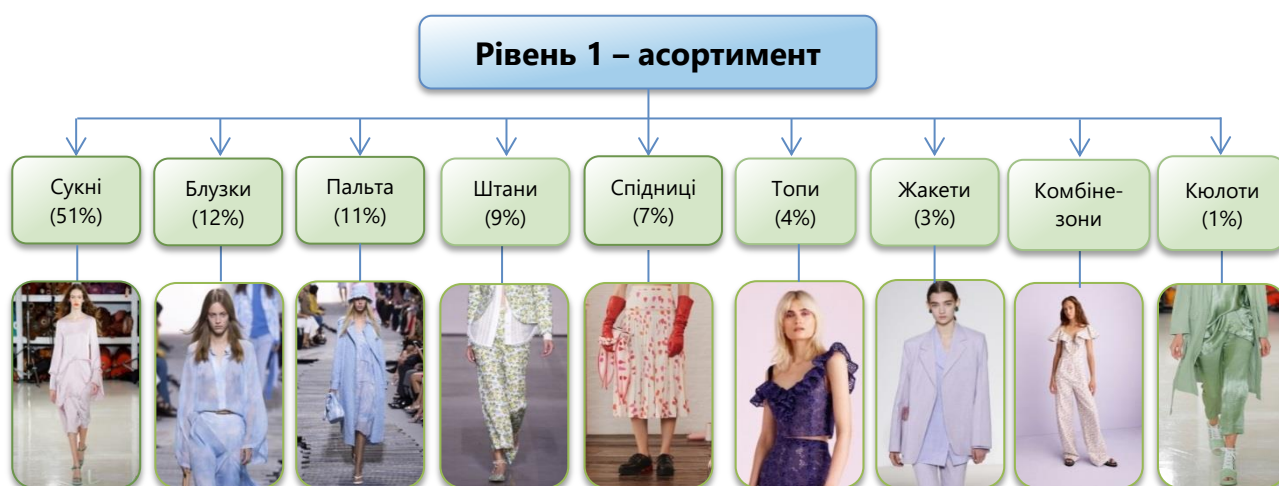 Рівень 1 – асортимент
Сукні
(51%)
Блузки
(12%)
Пальта
(11%)
Штани
(9%)
Спідниці
(7%)
Топи
(4%)
Жакети
(3%)
Комбіне-
зони
Кюлоти
(1%)